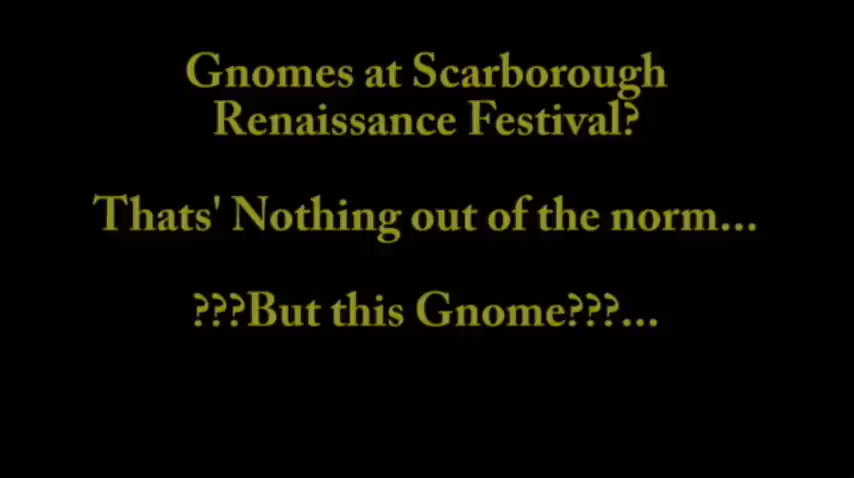 Gnomes at Scarborough
Renaissance Festival?
Thats' Nothing out of the norm...
???But this Gnome???...